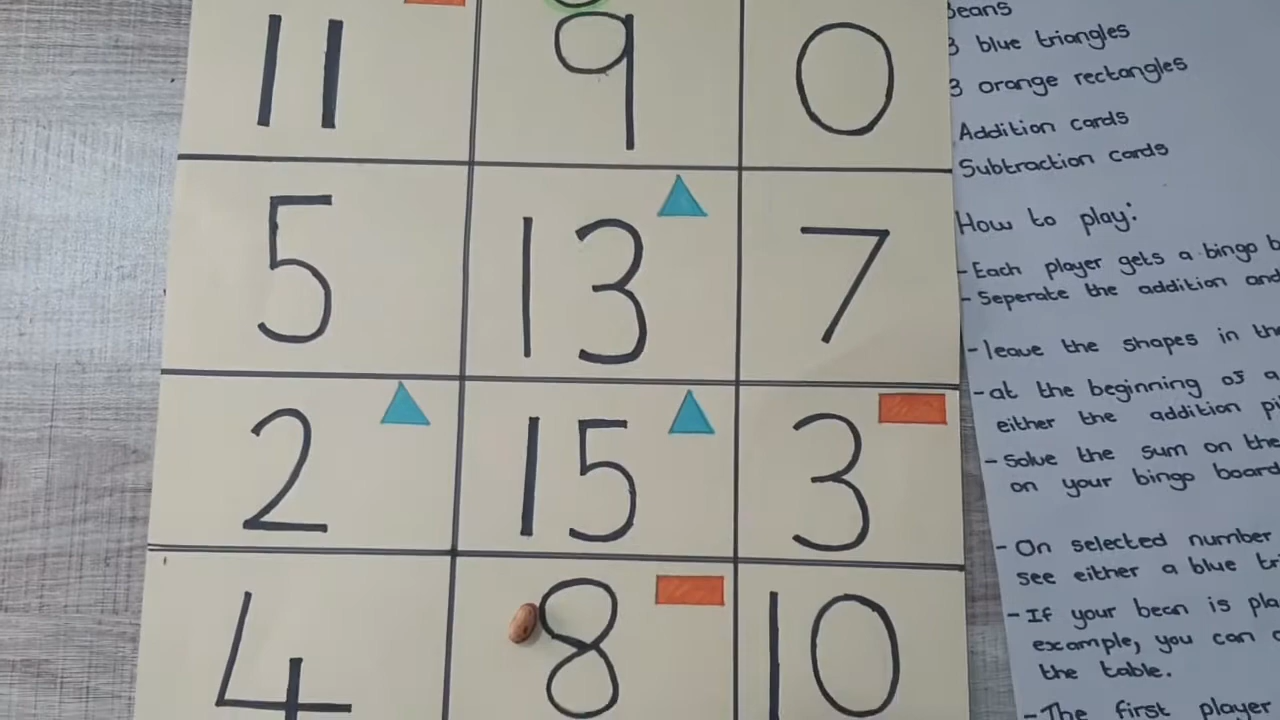 11 9 0
5 13 7
2 15 3
4 8 10
Beans
3 blue triangles
3 orange rectangles
Addition cards
Subtraction cards
How to play:
- Each player gets a bingo
- Seperate the addition and
- leave the shapes in the
- at the beginning of a
either the addition
- Solve the sum on the
on your bingo board
- On selected number
see either a blue
- If your bean is
example, you can
the table.
- The first player